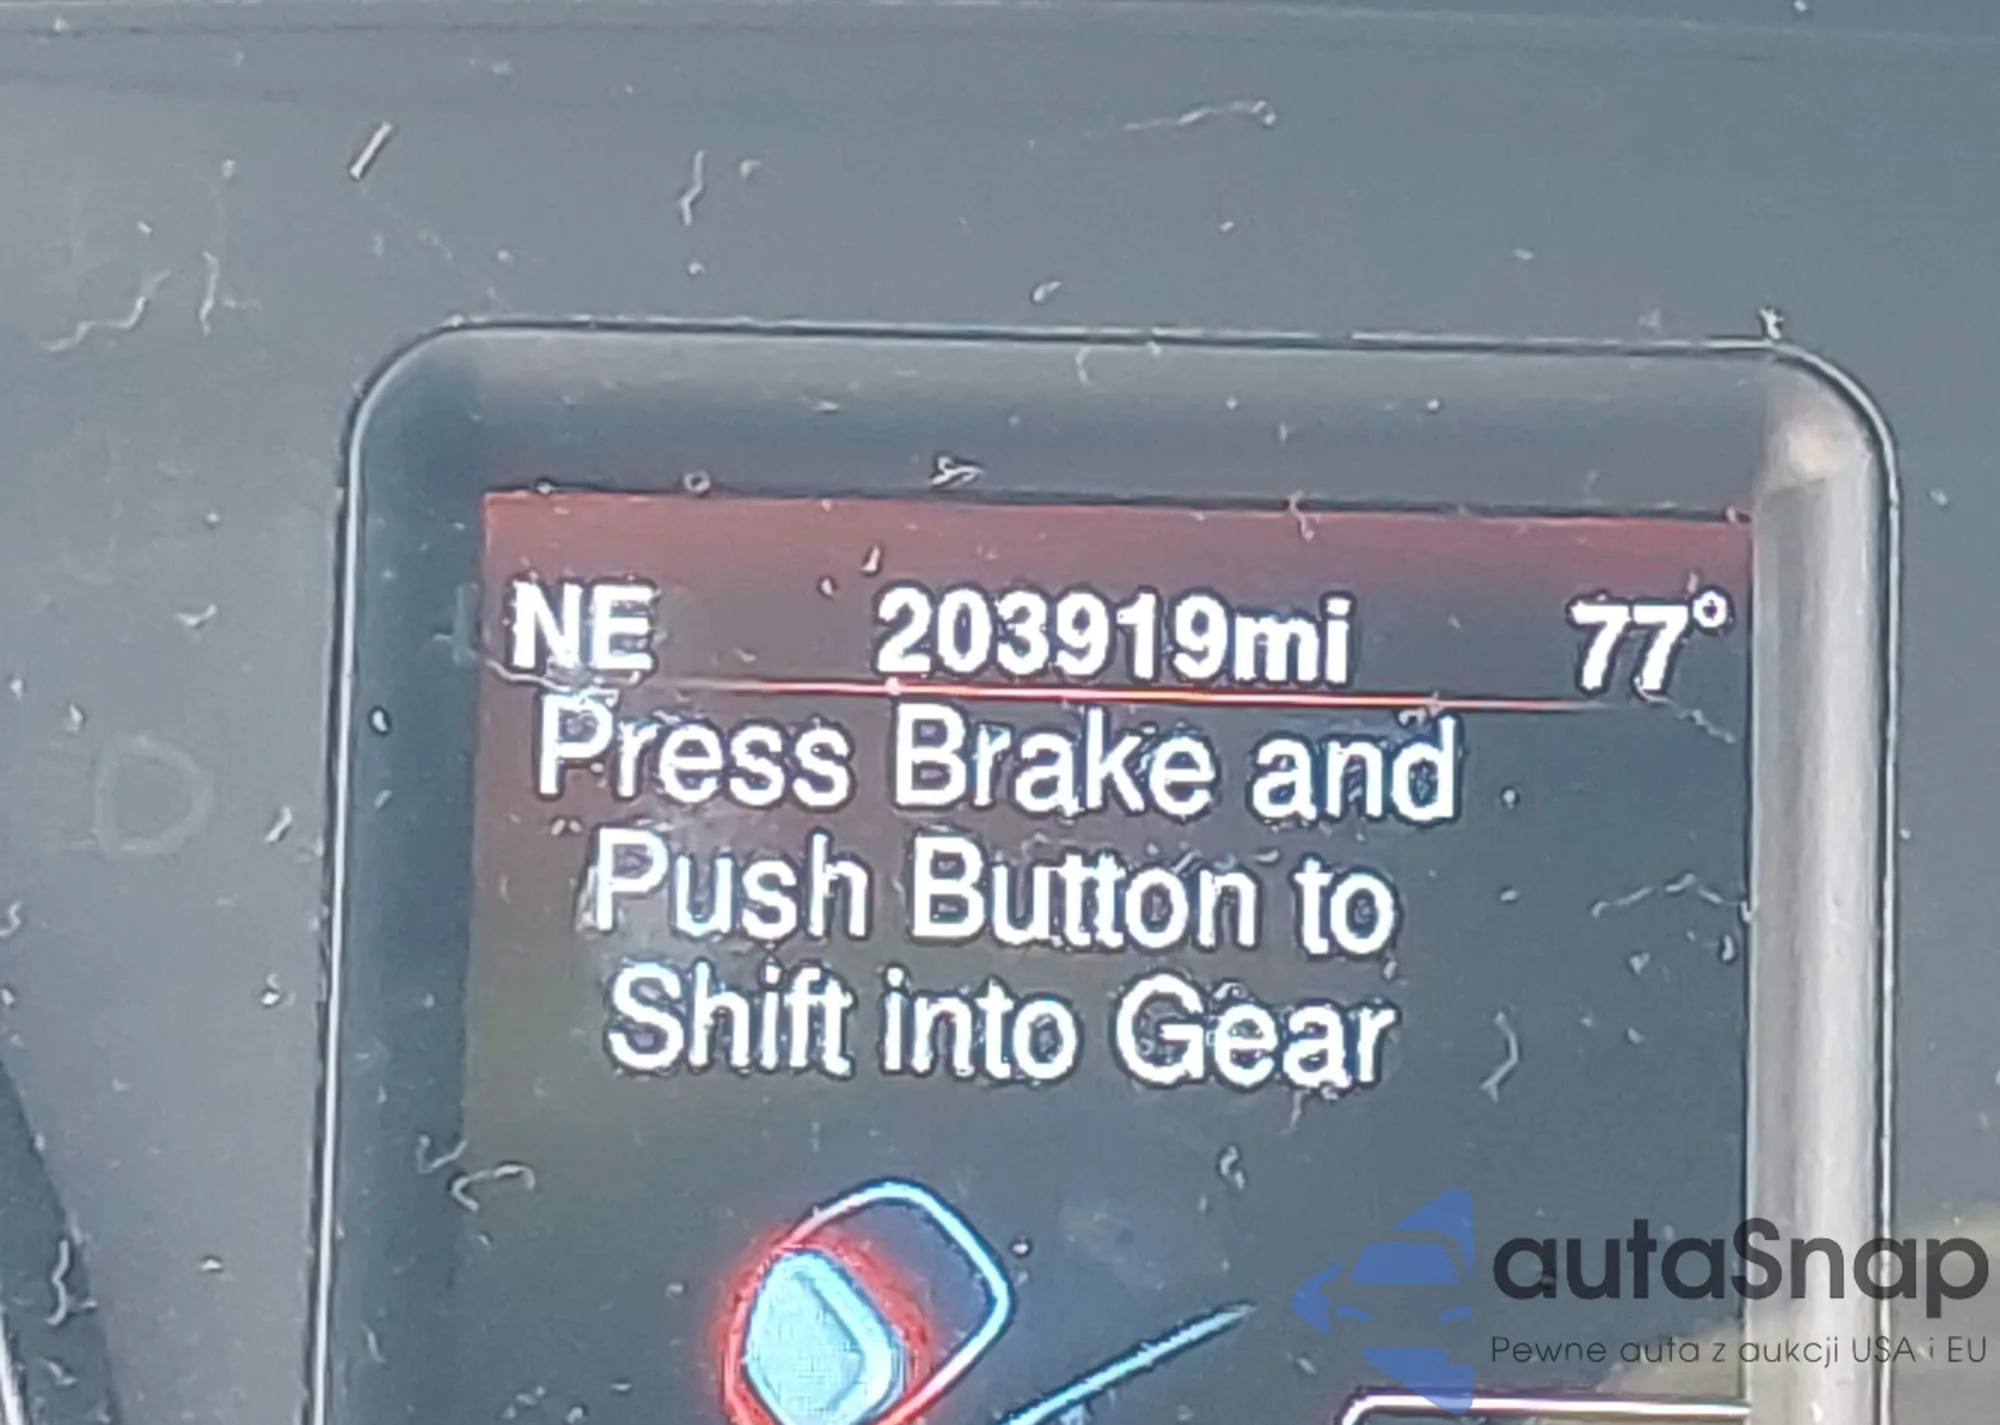 NE 203919mi 77°
Press Brake and
Push Button to
Shift into Gear
autaSnap
Pewne auta z aukcji USA i EU